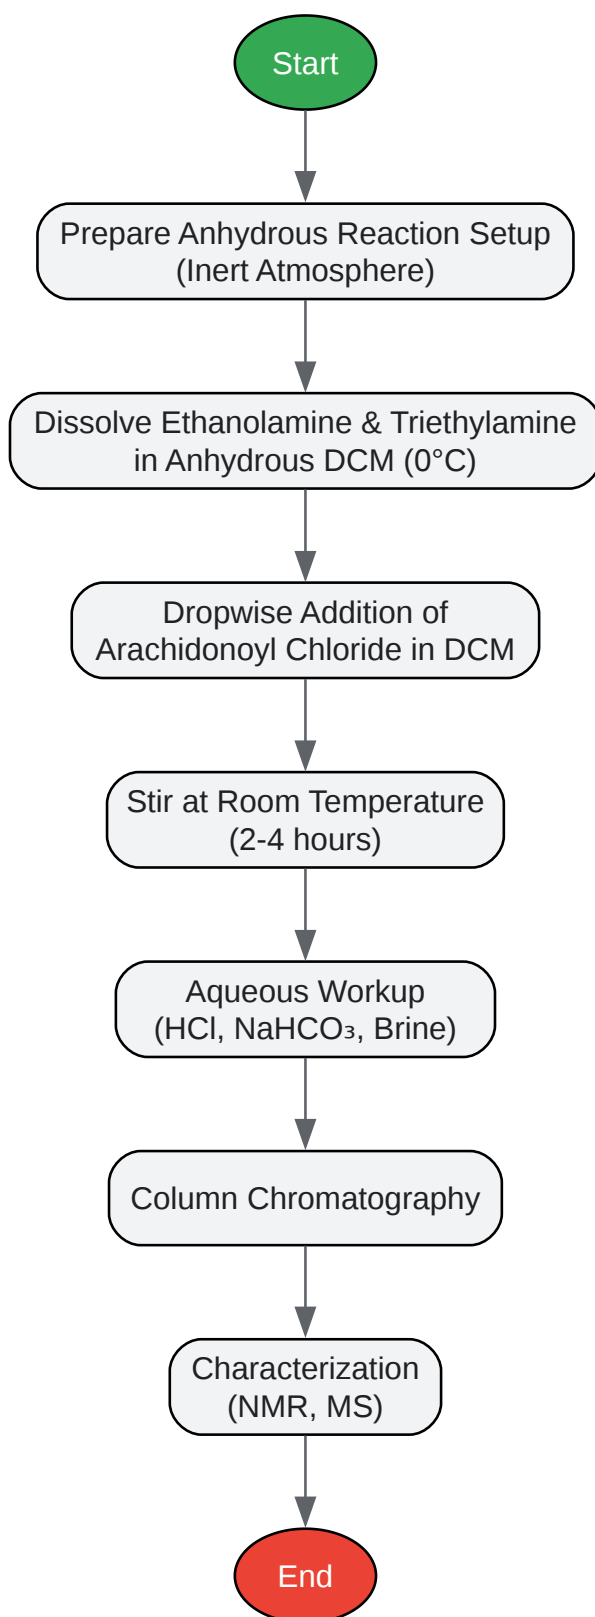 Start
Prepare Anhydrous Reaction Setup
(Inert Atmosphere)
Dissolve Ethanolamine & Triethylamine
in Anhydrous DCM (0°C)
Dropwise Addition of
Arachidonoyl Chloride in DCM
Stir at Room Temperature
(2-4 hours)
Aqueous Workup
(HCl, NaHCO₃, Brine)
Column Chromatography
Characterization
(NMR, MS)
End